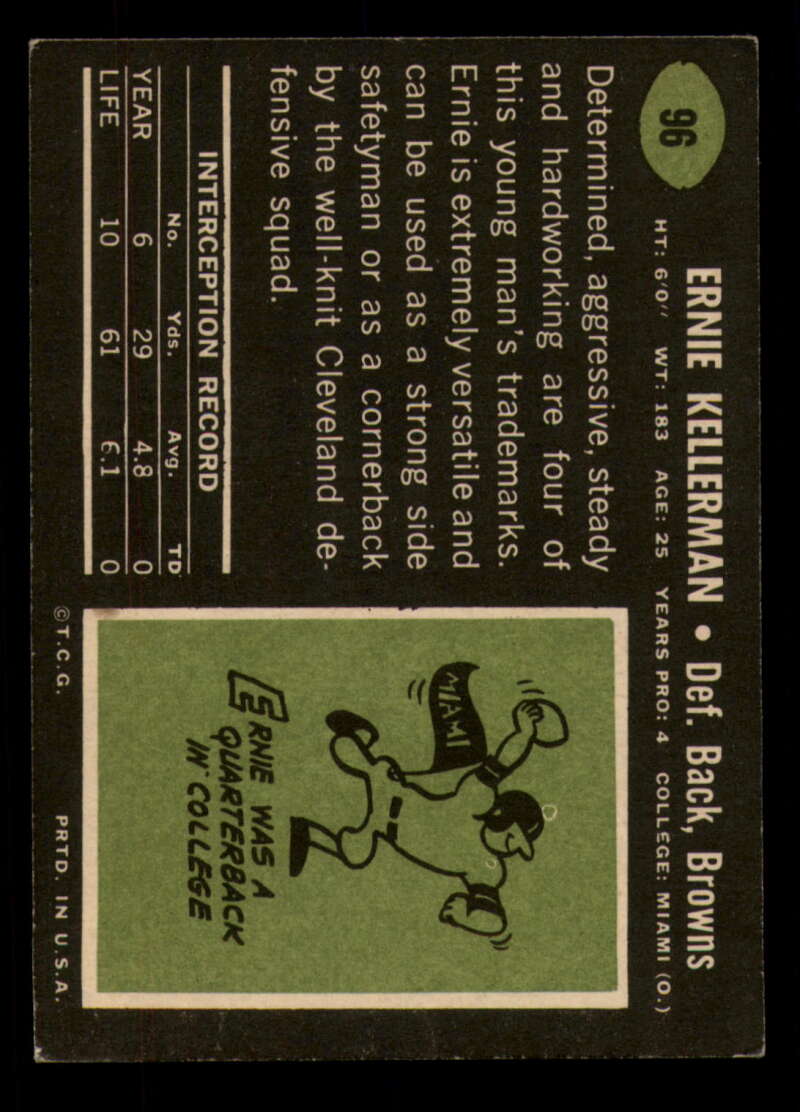 96
ERNIE KELLERMAN • Def. Back, Browns
HT: 6'0" WT: 183 AGE: 25 YEARS PRO: 4 COLLEGE: MIAMI (O.)
Determined, aggressive, steady
and hardworking are four of
this young man's trademarks.
Ernie is extremely versatile and
can be used as a strong side
safetyman or as a cornerback
by the well-knit Cleveland de-
fensive squad.
INTERCEPTION RECORD
No. Yds. Avg. TD
YEAR 6 29 4.8 0
LIFE 10 61 6.1 0
MIAMI
ERNIE WAS A
QUARTERBACK
IN COLLEGE
©T.C.G. PRTD. IN U.S.A.